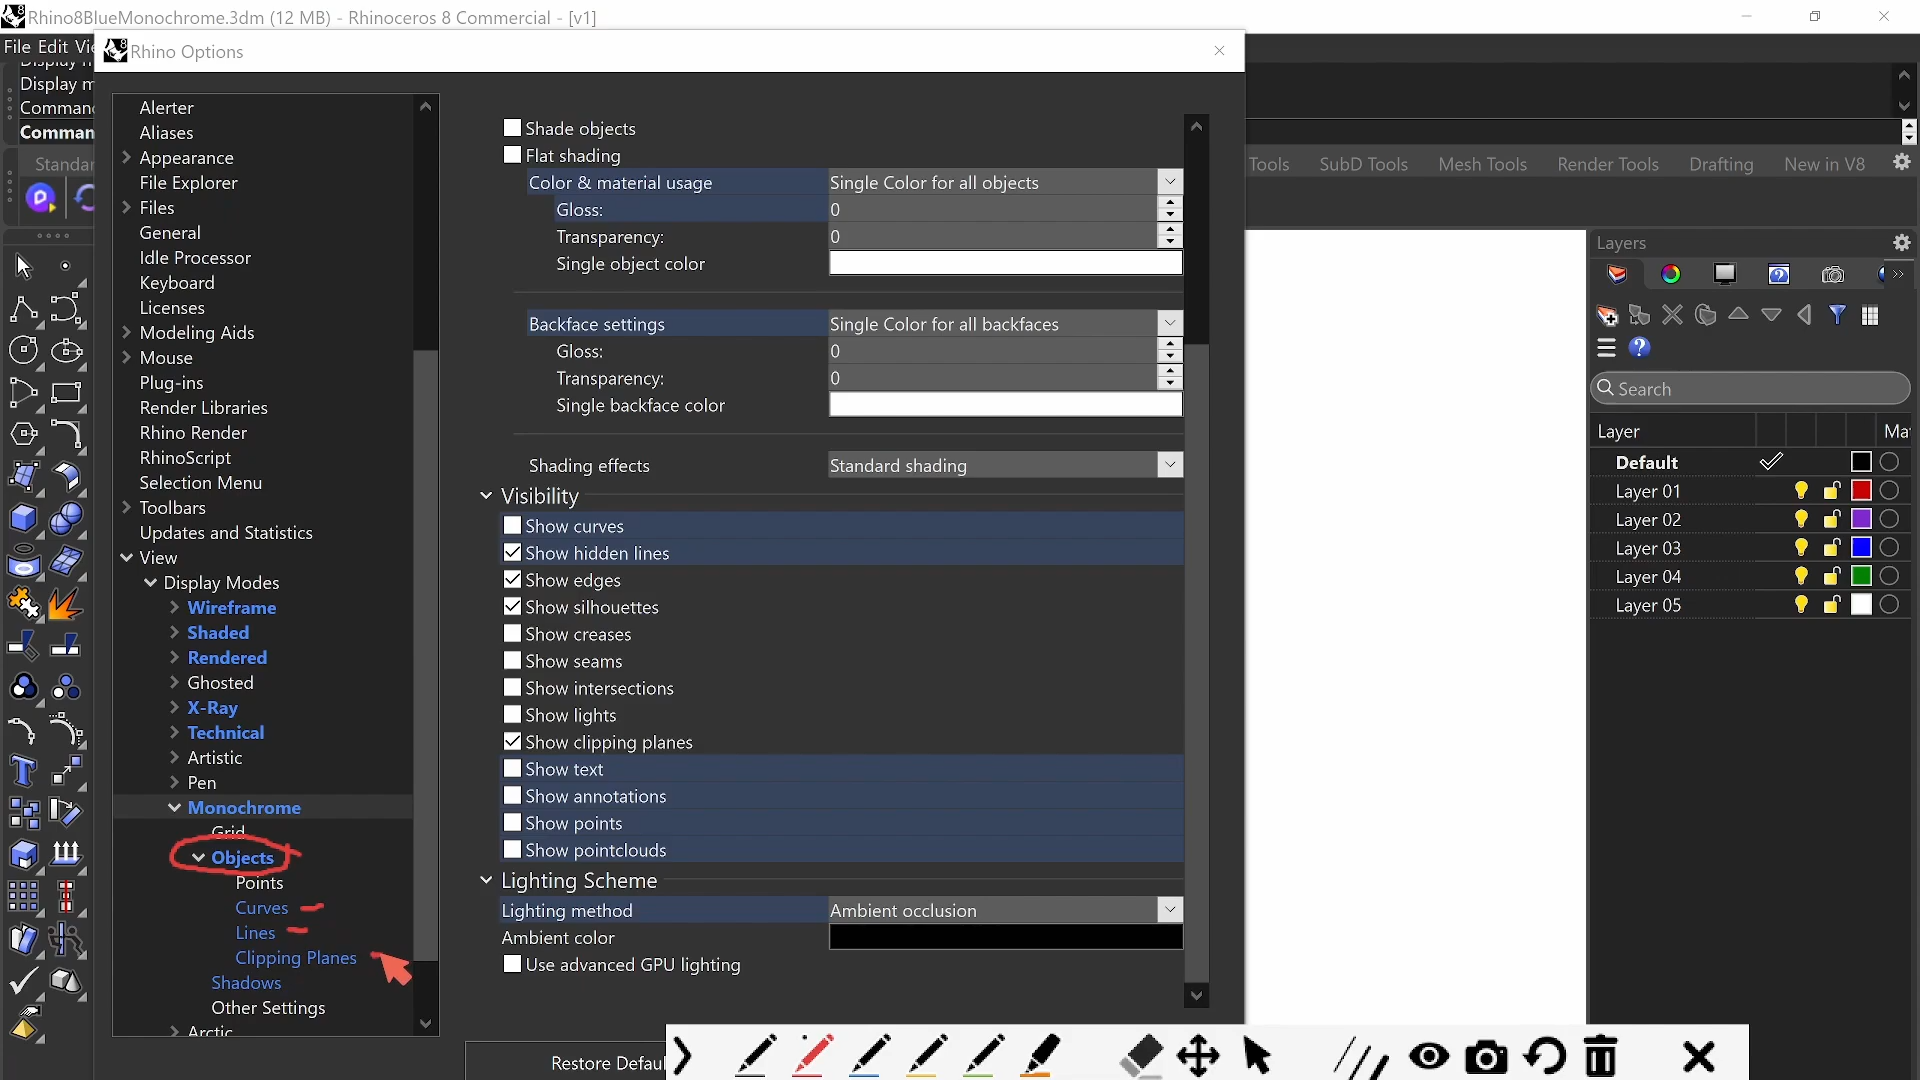 Rhino8BlueMonochrome.3dm (12 MB) - Rhinoceros 8 Commercial - [v1]
File Edit
Rhino Options
Display m
Comman
Comman
Standar
Tools
SubD Tools
Mesh Tools
Render Tools
Drafting
New in V8
Alerter
Aliases
Appearance
File Explorer
Files
General
Idle Processor
Keyboard
Licenses
Modeling Aids
Mouse
Plug-ins
Render Libraries
Rhino Render
RhinoScript
Selection Menu
Toolbars
Updates and Statistics
View
Display Modes
Wireframe
Shaded
Rendered
Ghosted
X-Ray
Technical
Artistic
Pen
Monochrome
Grid
Objects
Points
Curves
Lines
Clipping Planes
Shadows
Other Settings
Arctic
Shade objects
Flat shading
Color & material usage Single Color for all objects
Gloss: 0
Transparency: 0
Single object color
Backface settings Single Color for all backfaces
Gloss: 0
Transparency: 0
Single backface color
Shading effects Standard shading
Visibility
Show curves
Show hidden lines
Show edges
Show silhouettes
Show creases
Show seams
Show intersections
Show lights
Show clipping planes
Show text
Show annotations
Show points
Show pointclouds
Lighting Scheme
Lighting method Ambient occlusion
Ambient color
Use advanced GPU lighting
Restore Defau
Layers
Search
Layer
Default
Layer 01
Layer 02
Layer 03
Layer 04
Layer 05